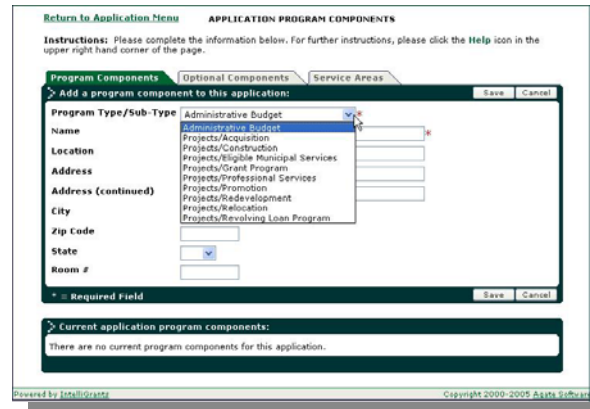 Return to Application Menu APPLICATION PROGRAM COMPONENTS
Instructions: Please complete the information below. For further instructions, please click the Help icon in the
upper right hand corner of the page.
Program Components Optional Components Service Areas
Add a program component to this application: Save Cancel
Program Type/Sub-Type Administrative Budget *
Administrative Budget
Name *
Projects/Acquisition
Projects/Construction
Location
Projects/Eligible Municipal Services
Projects/Grant Program
Address
Projects/Professional Services
Projects/Promotion
Address (continued)
Projects/Redevelopment
Projects/Relocation
City
Projects/Revolving Loan Program
Zip Code
State
Room #
* = Required Field Save Cancel
Current application program components:
There are no current program components for this application.
Powered by IntelliGrants Copyright 2000-2005 Agate Software